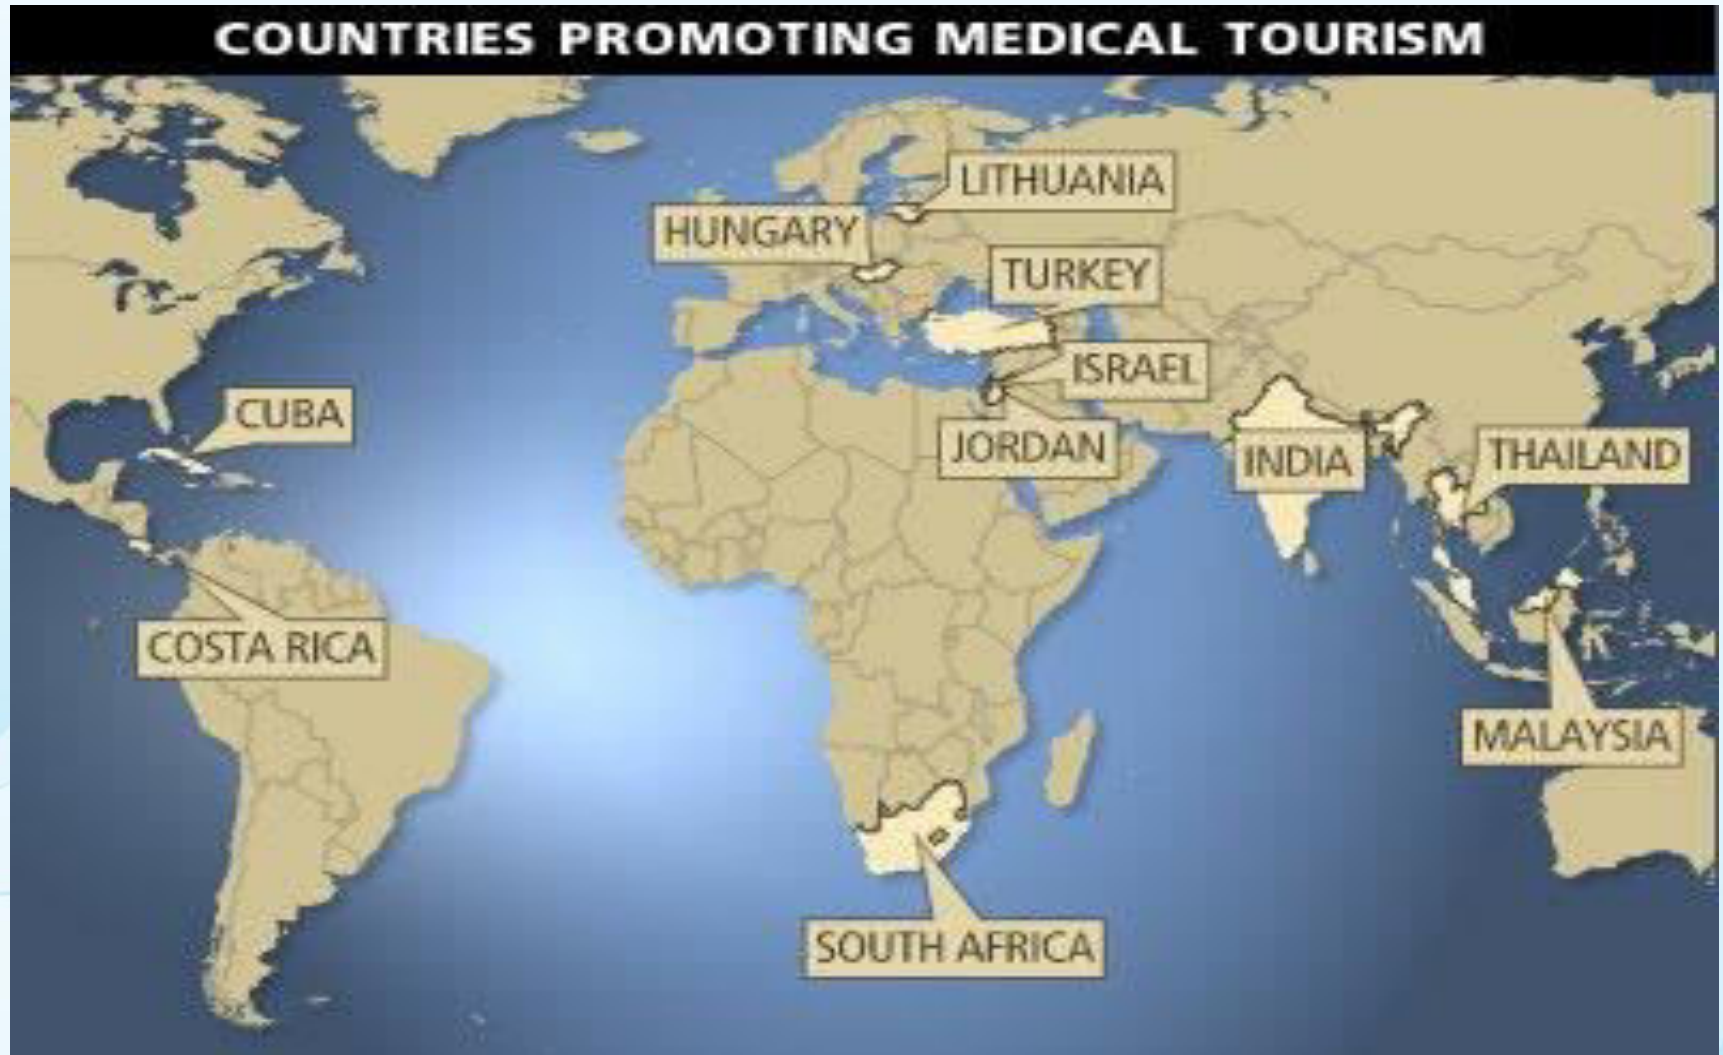 COUNTRIES PROMOTING MEDICAL TOURISM
LITHUANIA
HUNGARY
TURKEY
ISRAEL
CUBA
JORDAN
INDIA
THAILAND
COSTA RICA
MALAYSIA
SOUTH AFRICA